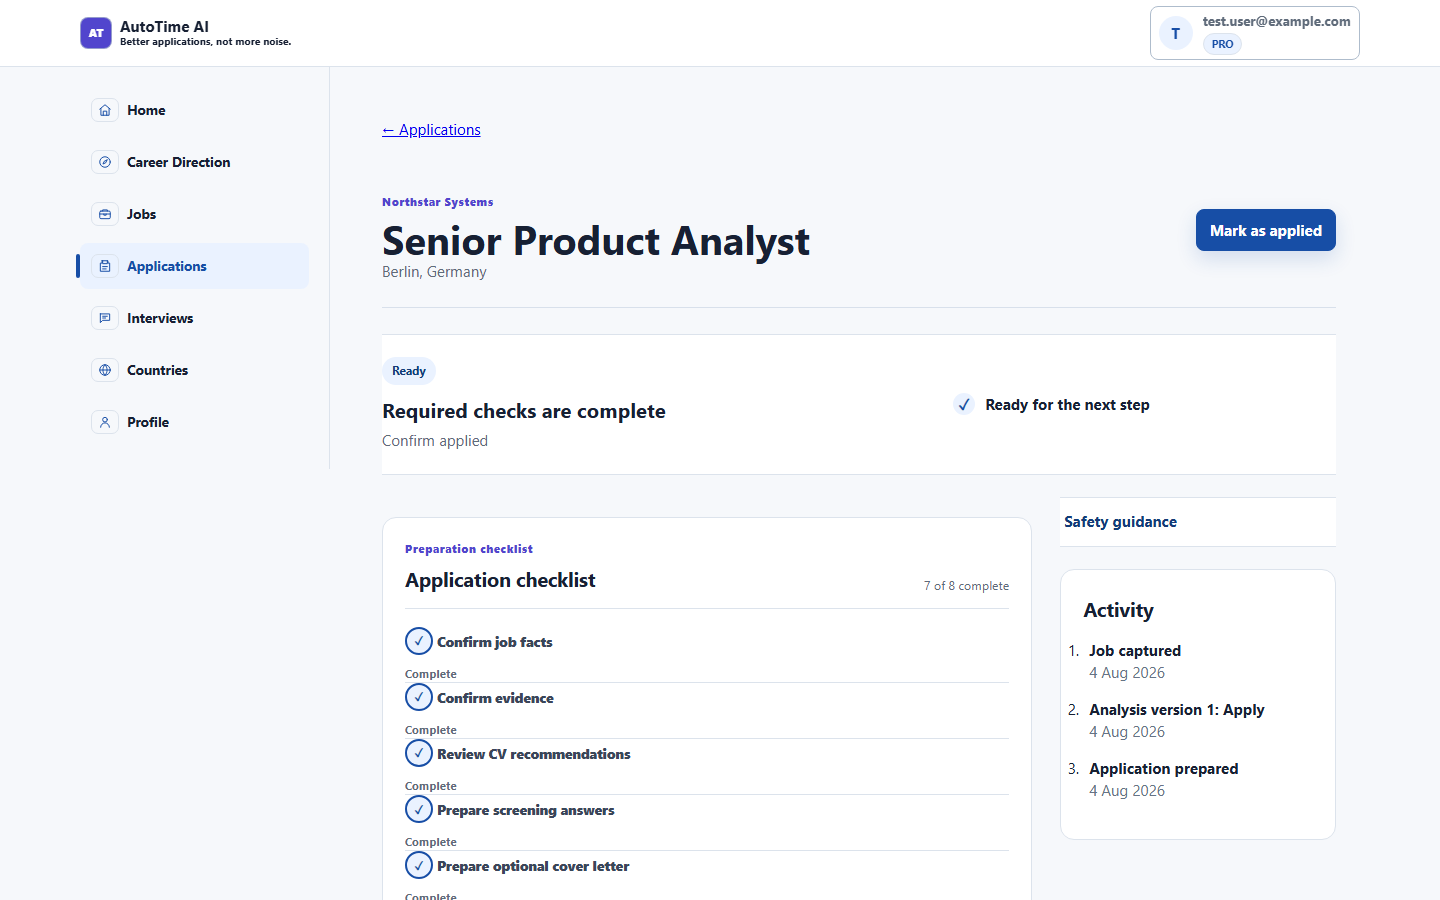 AT
AutoTime AI
Better applications, not more noise.
T
test.user@example.com
PRO
Home
Career Direction
Jobs
Applications
Interviews
Countries
Profile
← Applications
Northstar Systems
Senior Product Analyst
Berlin, Germany
Mark as applied
Ready
Required checks are complete
Confirm applied
✓ Ready for the next step
Preparation checklist
Application checklist
7 of 8 complete
✓ Confirm job facts
Complete
✓ Confirm evidence
Complete
✓ Review CV recommendations
Complete
✓ Prepare screening answers
Complete
✓ Prepare optional cover letter
Complete
Safety guidance
Activity
1. Job captured
4 Aug 2026
2. Analysis version 1: Apply
4 Aug 2026
3. Application prepared
4 Aug 2026